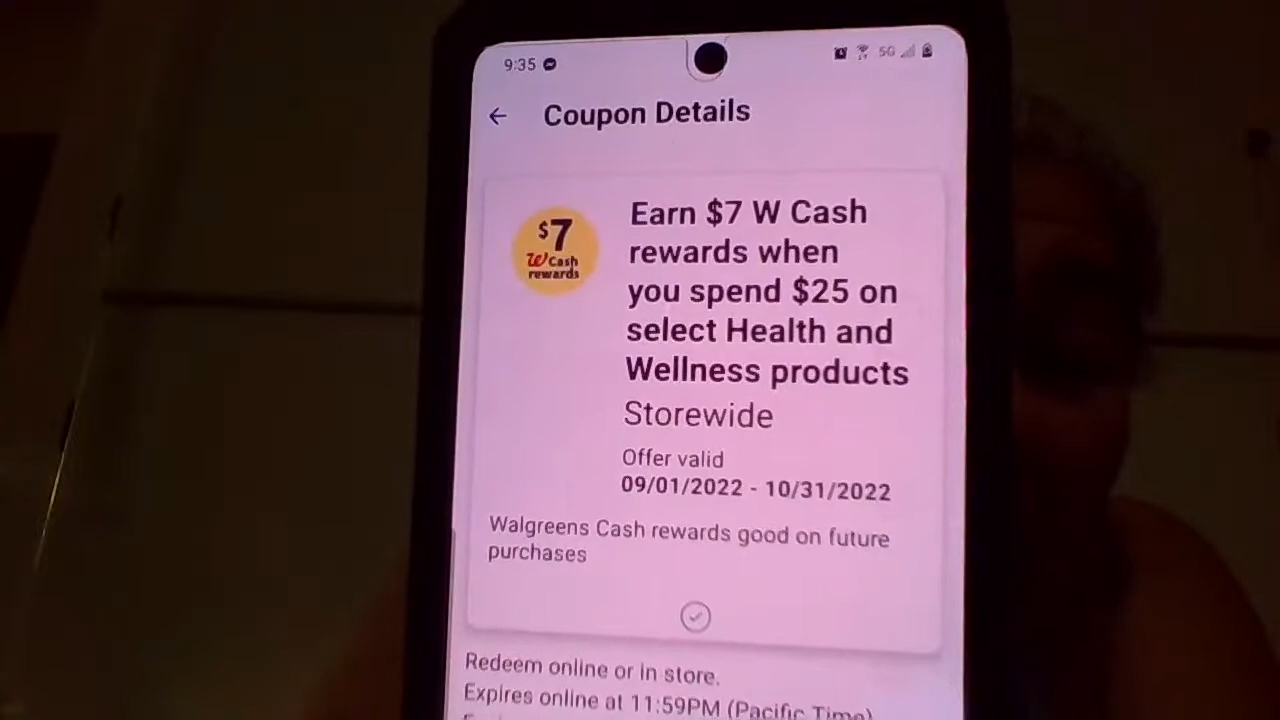 9:35
5G
Coupon Details
$7
W Cash
rewards
Earn $7 W Cash
rewards when
you spend $25 on
select Health and
Wellness products
Storewide
Offer valid
09/01/2022 - 10/31/2022
Walgreens Cash rewards good on future
purchases
Redeem online or in store.
Expires online at 11:59PM (Pacific Time)